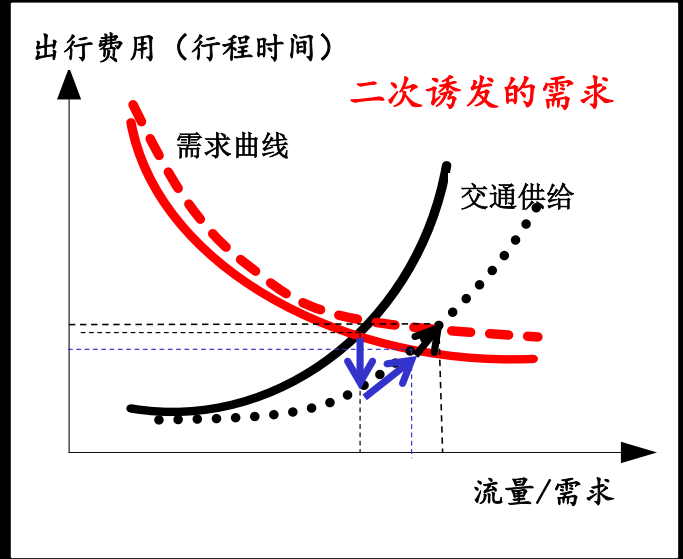 出行费用（行程时间）
二次诱发的需求
需求曲线
交通供给
流量/需求